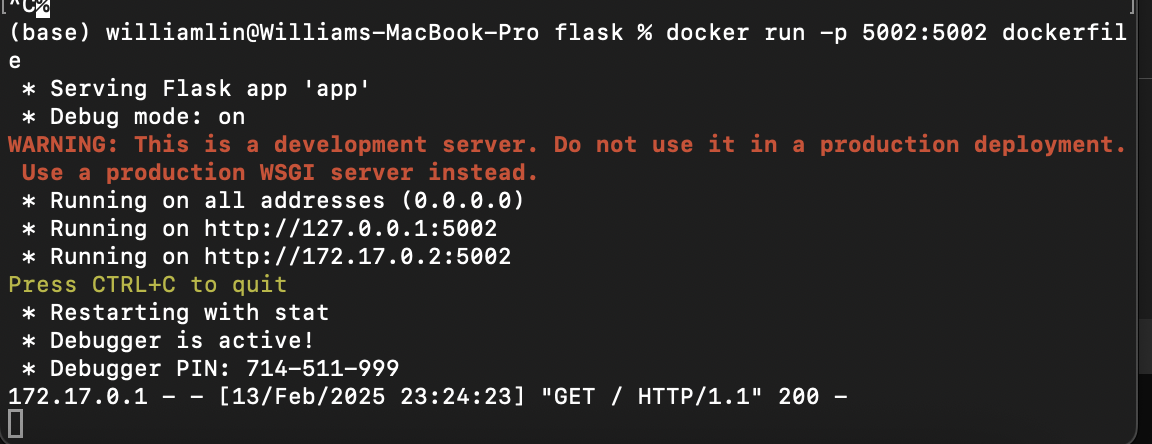 [^C%
(base) williamlin@Williams-MacBook-Pro flask % docker run -p 5002:5002 dockerfil
e
 * Serving Flask app 'app'
 * Debug mode: on
WARNING: This is a development server. Do not use it in a production deployment.
 Use a production WSGI server instead.
 * Running on all addresses (0.0.0.0)
 * Running on http://127.0.0.1:5002
 * Running on http://172.17.0.2:5002
Press CTRL+C to quit
 * Restarting with stat
 * Debugger is active!
 * Debugger PIN: 714-511-999
172.17.0.1 - - [13/Feb/2025 23:24:23] "GET / HTTP/1.1" 200 -